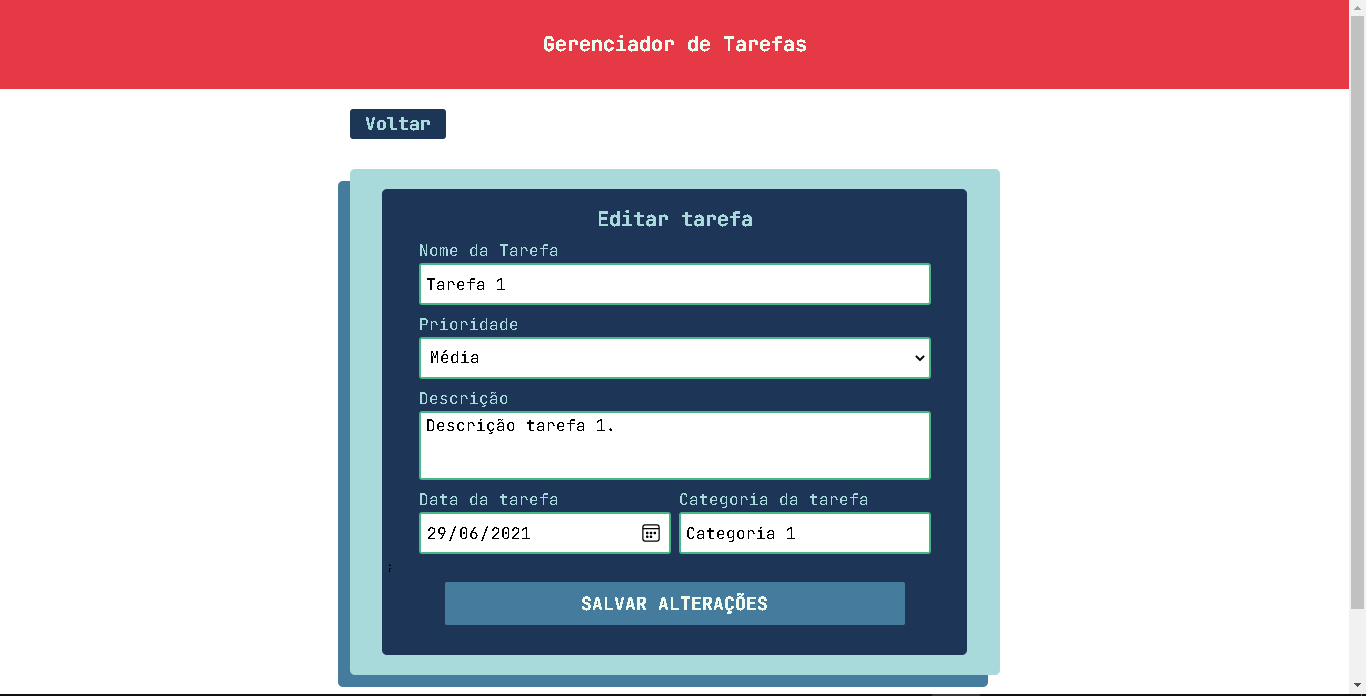 Gerenciador de Tarefas
Voltar
Editar tarefa
Nome da Tarefa
Tarefa 1
Prioridade
Média
Descrição
Descrição tarefa 1.
Data da tarefa
Categoria da tarefa
29/06/2021
Categoria 1
;
SALVAR ALTERAÇÕES